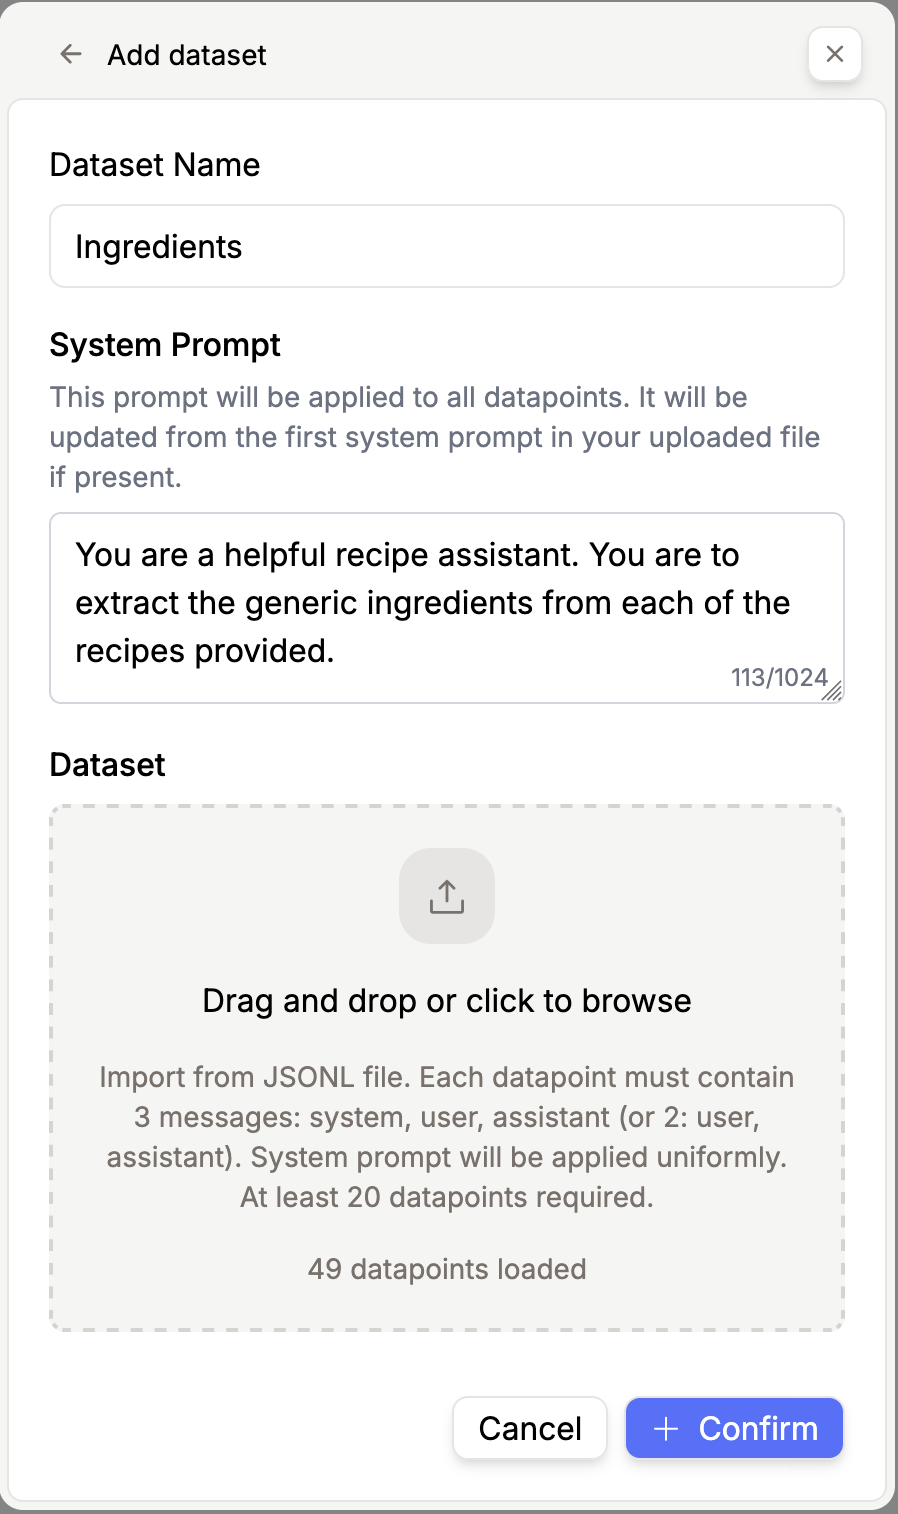 Add dataset
Dataset Name
Ingredients
System Prompt
This prompt will be applied to all datapoints. It will be
updated from the first system prompt in your uploaded file
if present.
You are a helpful recipe assistant. You are to
extract the generic ingredients from each of the
recipes provided.
113/1024
Dataset
Drag and drop or click to browse
Import from JSONL file. Each datapoint must contain
3 messages: system, user, assistant (or 2: user,
assistant). System prompt will be applied uniformly.
At least 20 datapoints required.
49 datapoints loaded
Cancel
Confirm